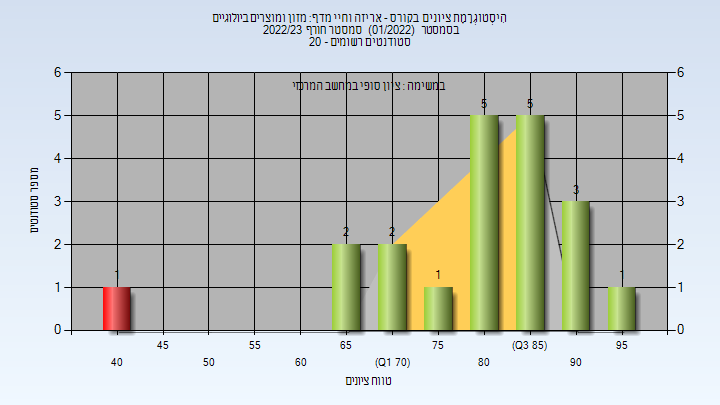 הִיסְטוֹגְרָמַת ציונים בקורס - אריזה וחיי מדף: מזון ומוצרים ביולוגיים
בסמסטר (01/2022) סמסטר חורף 2022/23
סטודנטים רשומים - 20
במשימה : ציון סופי במחשב המרכזי
6 6
5 5
4 4
3 3
2 2
1 1
0 0
1 2 2 1 5 5 3 1
מספר סטודנטים
45 55 65 75 (Q3 85) 95
40 50 60 (Q1 70) 80 90
טווח ציונים